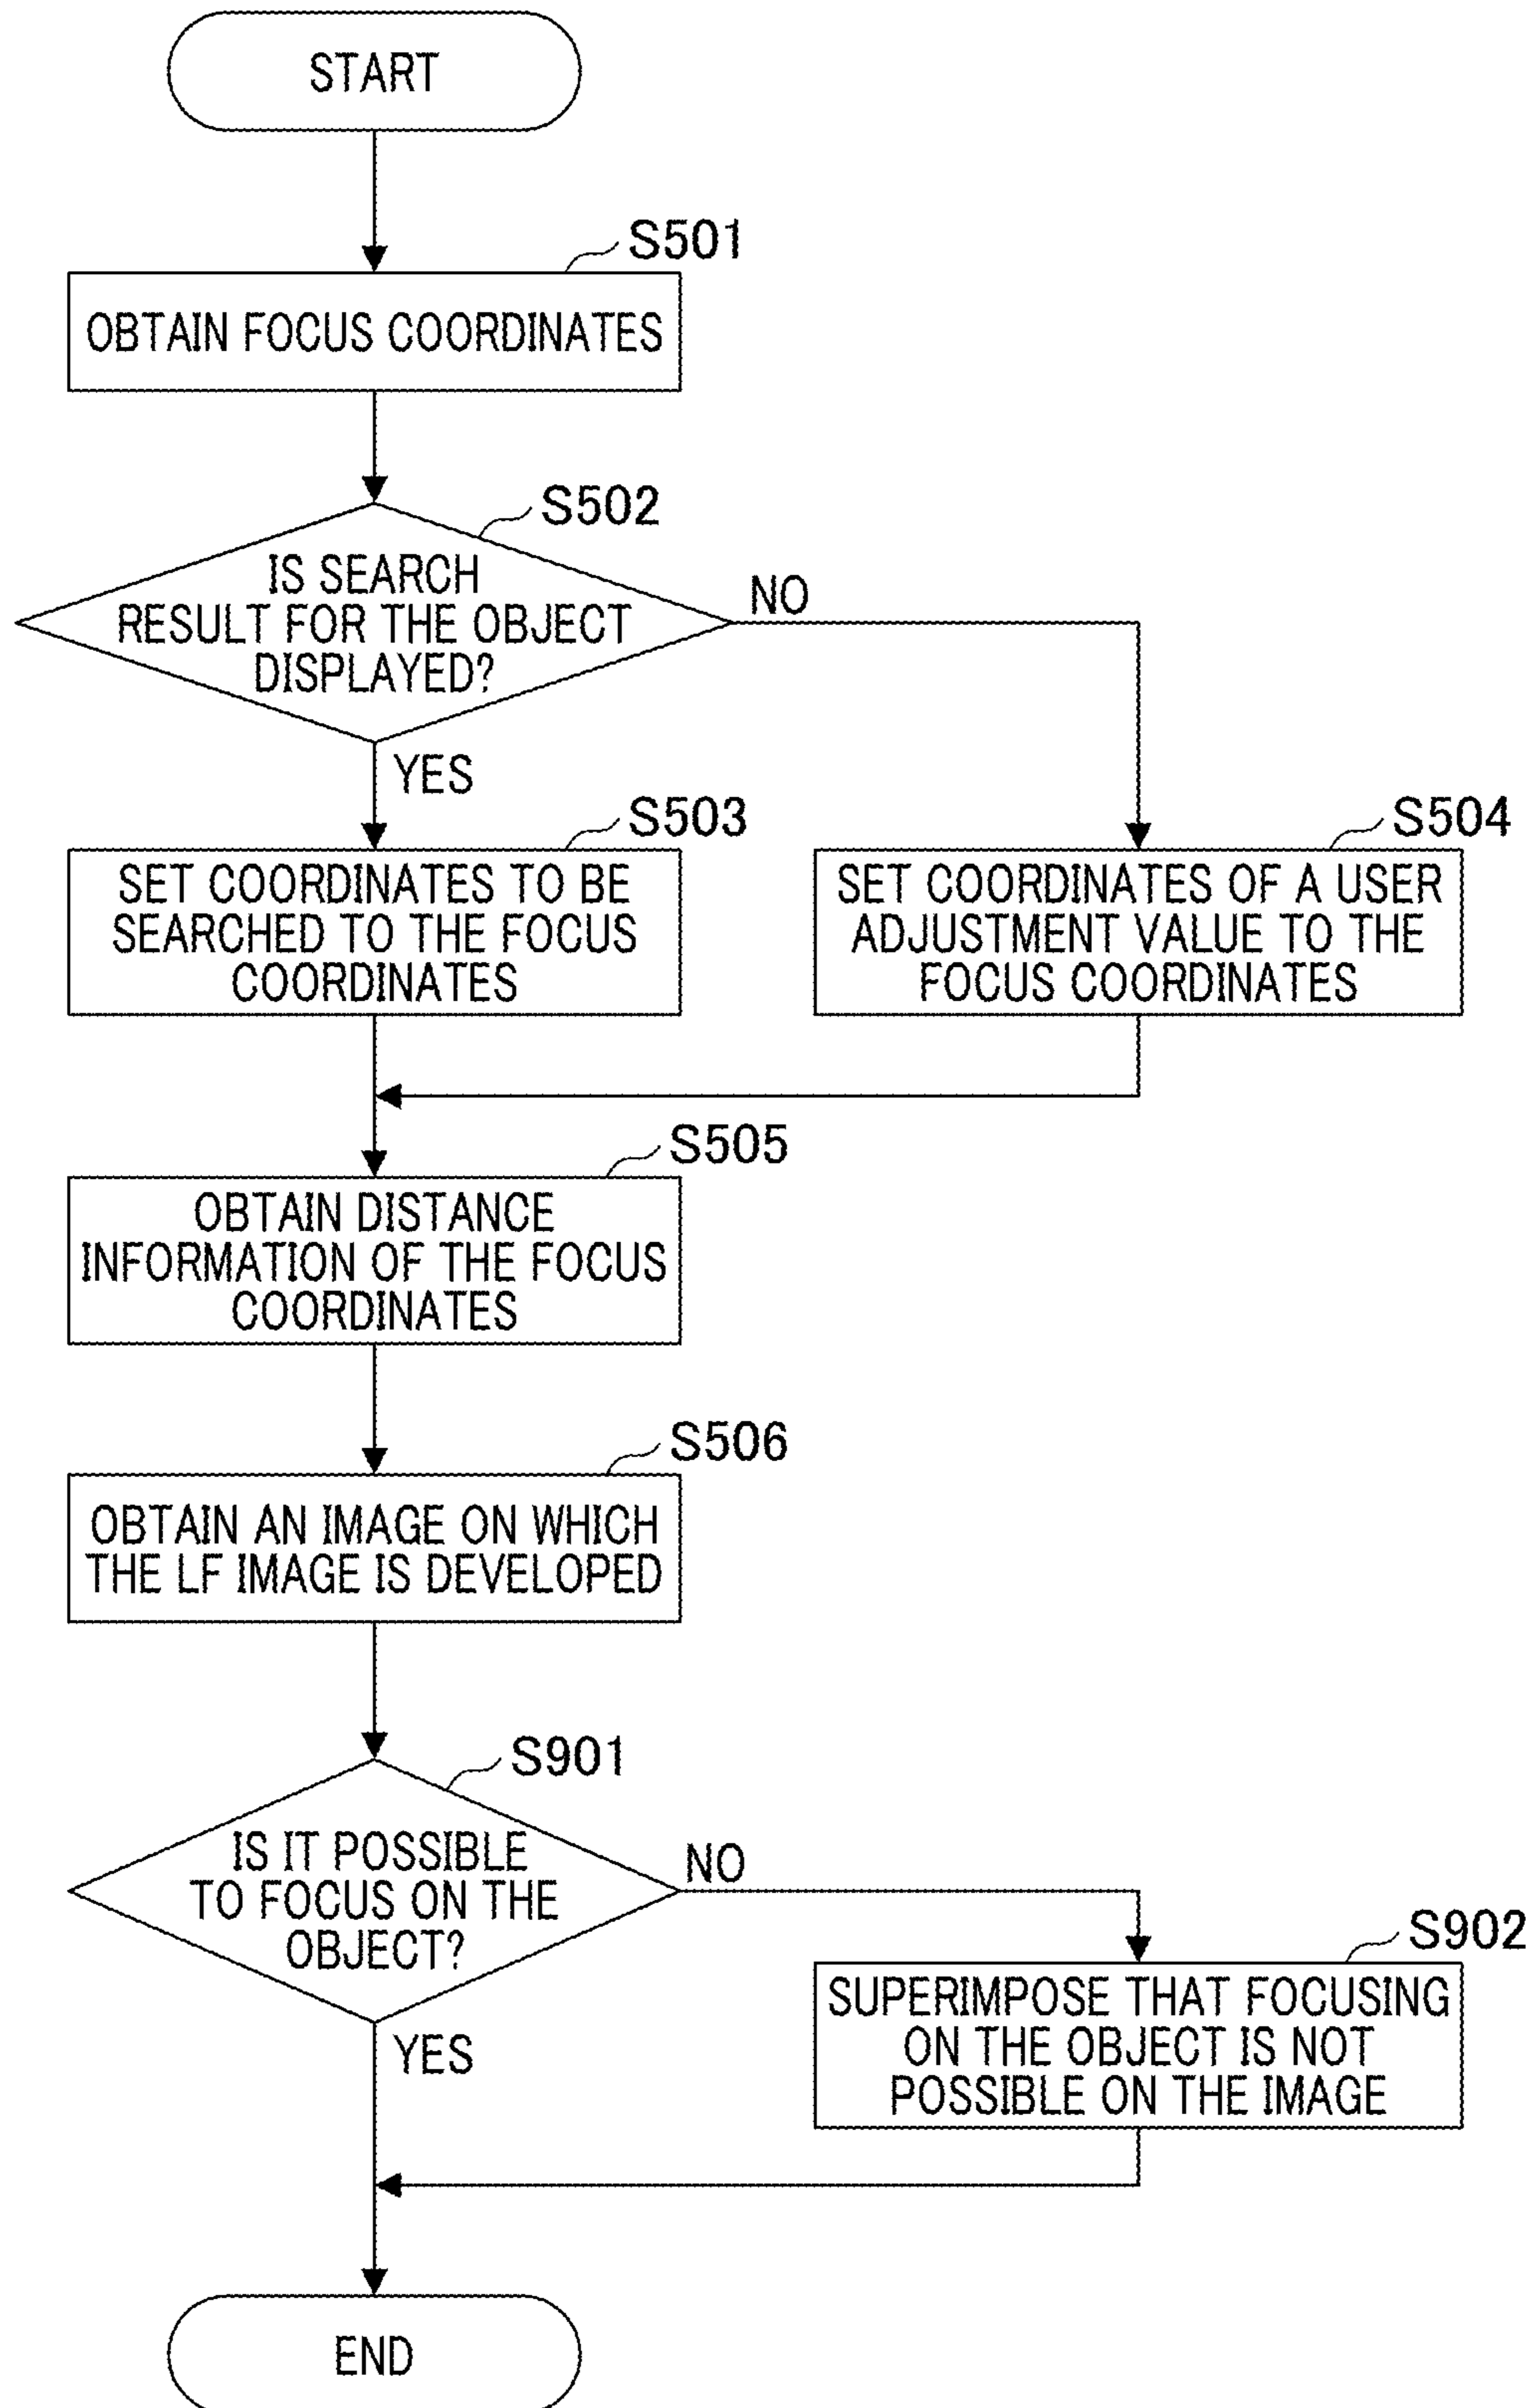 START
S501
OBTAIN FOCUS COORDINATES
S502
IS SEARCH
RESULT FOR THE OBJECT
DISPLAYED?
NO
YES
S503
SET COORDINATES TO BE
SEARCHED TO THE FOCUS
COORDINATES
S504
SET COORDINATES OF A USER
ADJUSTMENT VALUE TO THE
FOCUS COORDINATES
S505
OBTAIN DISTANCE
INFORMATION OF THE FOCUS
COORDINATES
S506
OBTAIN AN IMAGE ON WHICH
THE LF IMAGE IS DEVELOPED
S901
IS IT POSSIBLE
TO FOCUS ON THE
OBJECT?
NO
YES
S902
SUPERIMPOSE THAT FOCUSING
ON THE OBJECT IS NOT
POSSIBLE ON THE IMAGE
END